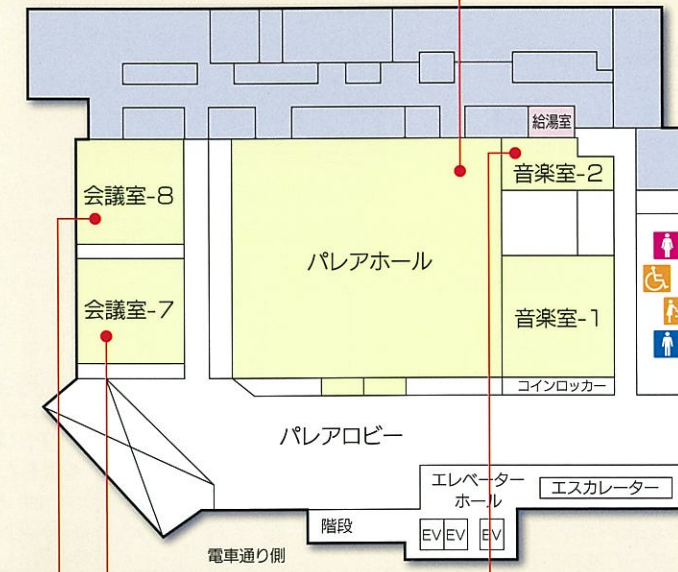 給湯室
音楽室-2
会議室-8
パレアホール
会議室-7
音楽室-1
コインロッカー
パレアロビー
エレベーター
ホール
エスカレーター
階段
EV EV EV
電車通り側